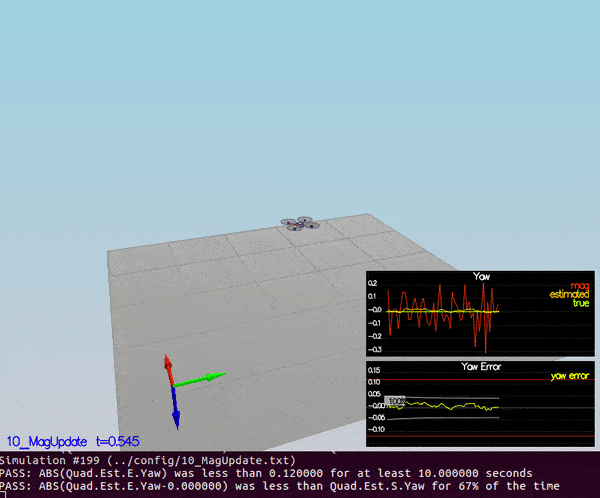 Yaw
mag
estimated
true
0.2
0.1
-0.0
-0.1
-0.2
-0.3
Yaw Error
yaw error
0.15
0.10
0.05
-0.00
-0.05
-0.10
10_MagUpdate t=0.545
Simulation #199 (../config/10_MagUpdate.txt)
PASS: ABS(Quad.Est.E.Yaw) was less than 0.120000 for at least 10.000000 seconds
PASS: ABS(Quad.Est.E.Yaw-0.000000) was less than Quad.Est.S.Yaw for 67% of the time